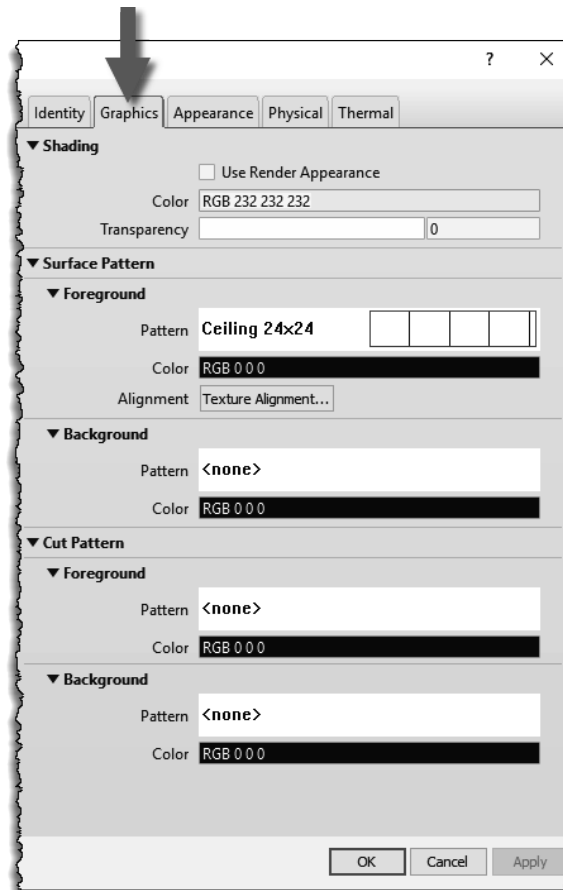 ?
Identity Graphics Appearance Physical Thermal
Shading
Use Render Appearance
Color RGB 232 232 232
Transparency 0
Surface Pattern
Foreground
Pattern Ceiling 24x24
Color RGB 0 0 0
Alignment Texture Alignment...
Background
Pattern <none>
Color RGB 0 0 0
Cut Pattern
Foreground
Pattern <none>
Color RGB 0 0 0
Background
Pattern <none>
Color RGB 0 0 0
OK Cancel Apply